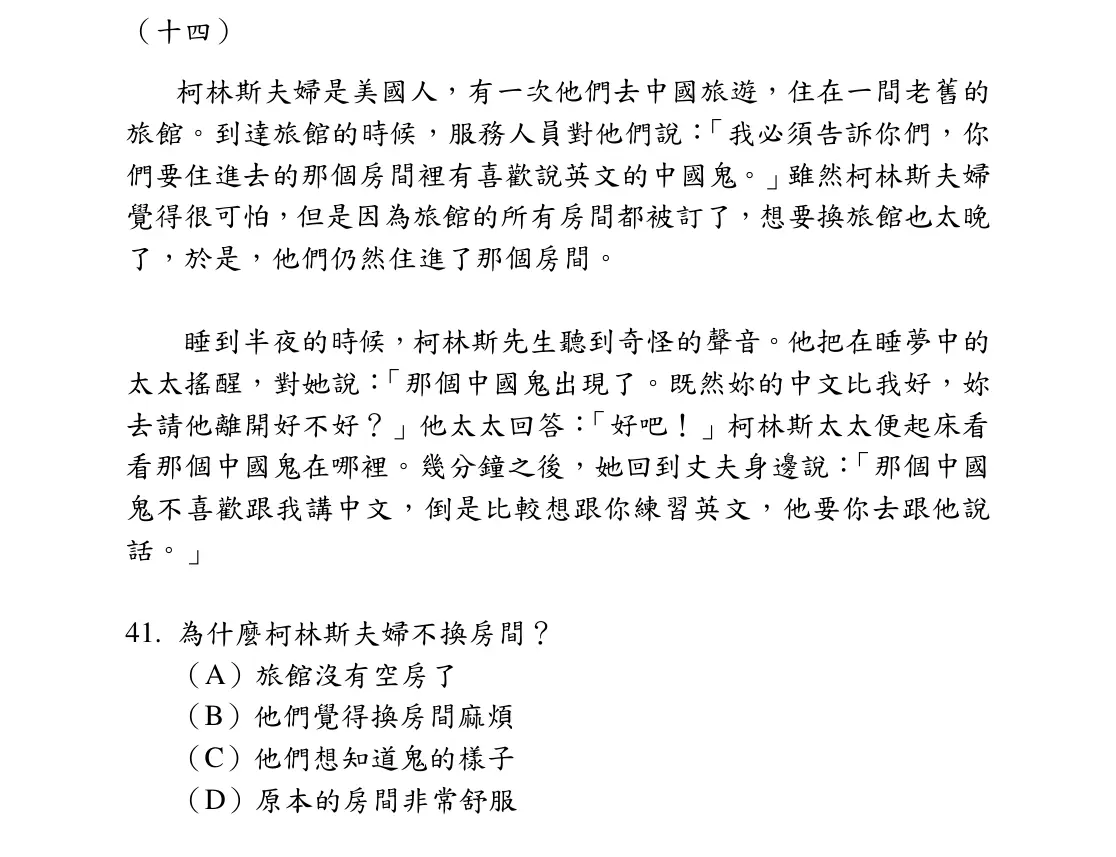 （十四）
柯林斯夫婦是美國人，有一次他們去中國旅遊，住在一間老舊的
旅館。到達旅館的時候，服務人員對他們說：「我必須告訴你們，你
們要住進去的那個房間裡有喜歡說英文的中國鬼。」雖然柯林斯夫婦
覺得很可怕，但是因為旅館的所有房間都被訂了，想要換旅館也太晚
了，於是，他們仍然住進了那個房間。
睡到半夜的時候，柯林斯先生聽到奇怪的聲音。他把在睡夢中的
太太搖醒，對她說：「那個中國鬼出現了。既然妳的中文比我好，妳
去請他離開好不好？」他太太回答：「好吧！」柯林斯太太便起床看
看那個中國鬼在哪裡。幾分鐘之後，她回到丈夫身邊說：「那個中國
鬼不喜歡跟我講中文，倒是比較想跟你練習英文，他要你去跟他說
話。」
41. 為什麼柯林斯夫婦不換房間？
（A）旅館沒有空房了
（B）他們覺得換房間麻煩
（C）他們想知道鬼的樣子
（D）原本的房間非常舒服